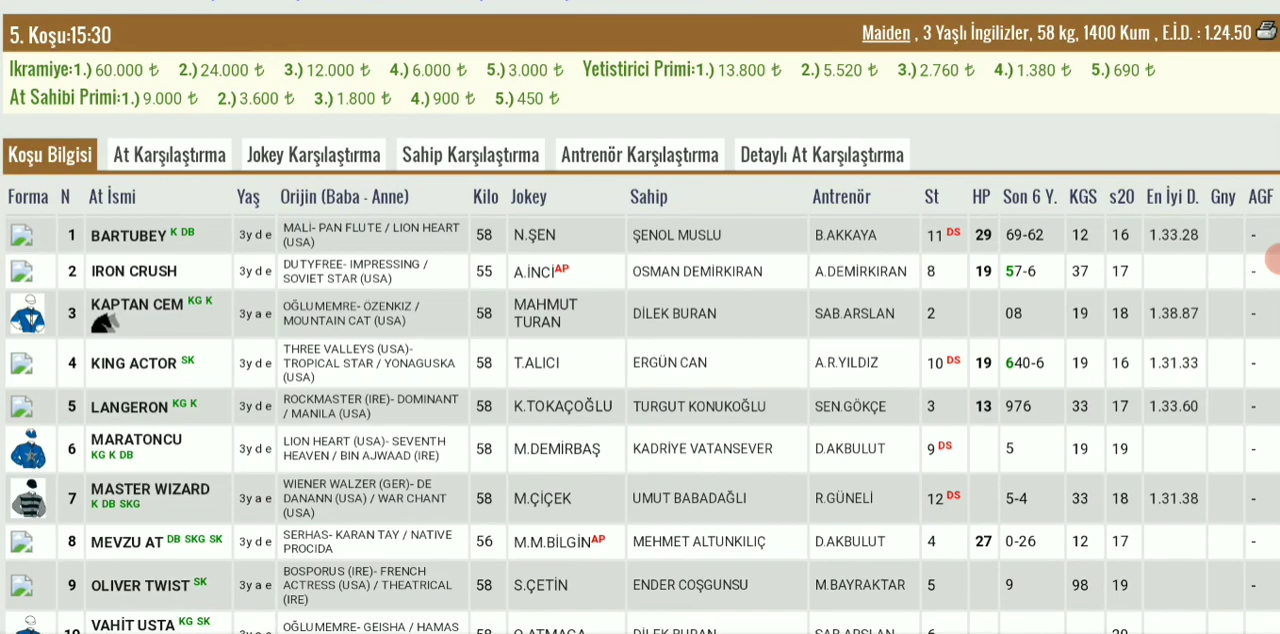 5. Koşu:15:30 Maiden , 3 Yaşlı İngilizler, 58 kg, 1400 Kum , E.İ.D. : 1.24.50
Ikramiye:1.) 60.000 ₺ 2.) 24.000 ₺ 3.) 12.000 ₺ 4.) 6.000 ₺ 5.) 3.000 ₺ Yetistirici Primi:1.) 13.800 ₺ 2.) 5.520 ₺ 3.) 2.760 ₺ 4.) 1.380 ₺ 5.) 690 ₺
At Sahibi Primi:1.) 9.000 ₺ 2.) 3.600 ₺ 3.) 1.800 ₺ 4.) 900 ₺ 5.) 450 ₺
Koşu Bilgisi At Karşılaştırma Jokey Karşılaştırma Sahip Karşılaştırma Antrenör Karşılaştırma Detaylı At Karşılaştırma
Forma N At İsmi Yaş Orijin (Baba - Anne) Kilo Jokey Sahip Antrenör St HP Son 6 Y. KGS s20 En İyi D. Gny AGF
1 BARTUBEY K DB 3y d e MALİ- PAN FLUTE / LION HEART (USA) 58 N.ŞEN ŞENOL MUSLU B.AKKAYA 11 DS 29 69-62 12 16 1.33.28 -
2 IRON CRUSH 3y d e DUTYFREE- IMPRESSING / SOVIET STAR (USA) 55 A.İNCİ AP OSMAN DEMİRKIRAN A.DEMİRKIRAN 8 19 57-6 37 17 -
3 KAPTAN CEM KG K 3y a e OĞLUMEMRE- ÖZENKIZ / MOUNTAIN CAT (USA) 58 MAHMUT TURAN DİLEK BURAN SAB.ARSLAN 2 08 19 18 1.38.87 -
4 KING ACTOR SK 3y d e THREE VALLEYS (USA)- TROPICAL STAR / YONAGUSKA (USA) 58 T.ALICI ERGÜN CAN A.R.YILDIZ 10 DS 19 640-6 19 16 1.31.33 -
5 LANGERON KG K 3y d e ROCKMASTER (IRE)- DOMINANT / MANILA (USA) 58 K.TOKAÇOĞLU TURGUT KONUKOĞLU SEN.GÖKÇE 3 13 976 33 17 1.33.60 -
6 MARATONCU KG K DB 3y d e LION HEART (USA)- SEVENTH HEAVEN / BIN AJWAAD (IRE) 58 M.DEMİRBAŞ KADRİYE VATANSEVER D.AKBULUT 9 DS 5 19 19 -
7 MASTER WIZARD K DB SKG 3y a e WIENER WALZER (GER)- DE DANANN (USA) / WAR CHANT (USA) 58 M.ÇİÇEK UMUT BABADAĞLI R.GÜNELİ 12 DS 5-4 33 18 1.31.38 -
8 MEVZU AT DB SKG SK 3y d e SERHAS- KARAN TAY / NATIVE PROCIDA 56 M.M.BİLGİN AP MEHMET ALTUNKILIÇ D.AKBULUT 4 27 0-26 12 17 -
9 OLIVER TWIST SK 3y a e BOSPORUS (IRE)- FRENCH ACTRESS (USA) / THEATRICAL (IRE) 58 S.ÇETİN ENDER COŞGUNSU M.BAYRAKTAR 5 9 98 19 -
10 VAHİT USTA KG SK 3y a e OĞLUMEMRE- GEISHA / HAMAS 58 O.ATMACA DİLEK BURAN SAB.ARSLAN 6 20